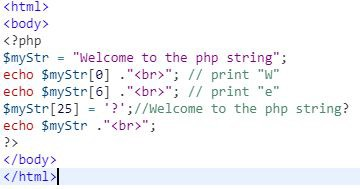 <html>
<body>
<?php
$myStr = "Welcome to the php string";
echo $myStr[0] ."<br>"; // print "W"
echo $myStr[6] ."<br>"; // print "e"
$myStr[25] = '?';//Welcome to the php string?
echo $myStr ."<br>";
?>
</body>
</html>